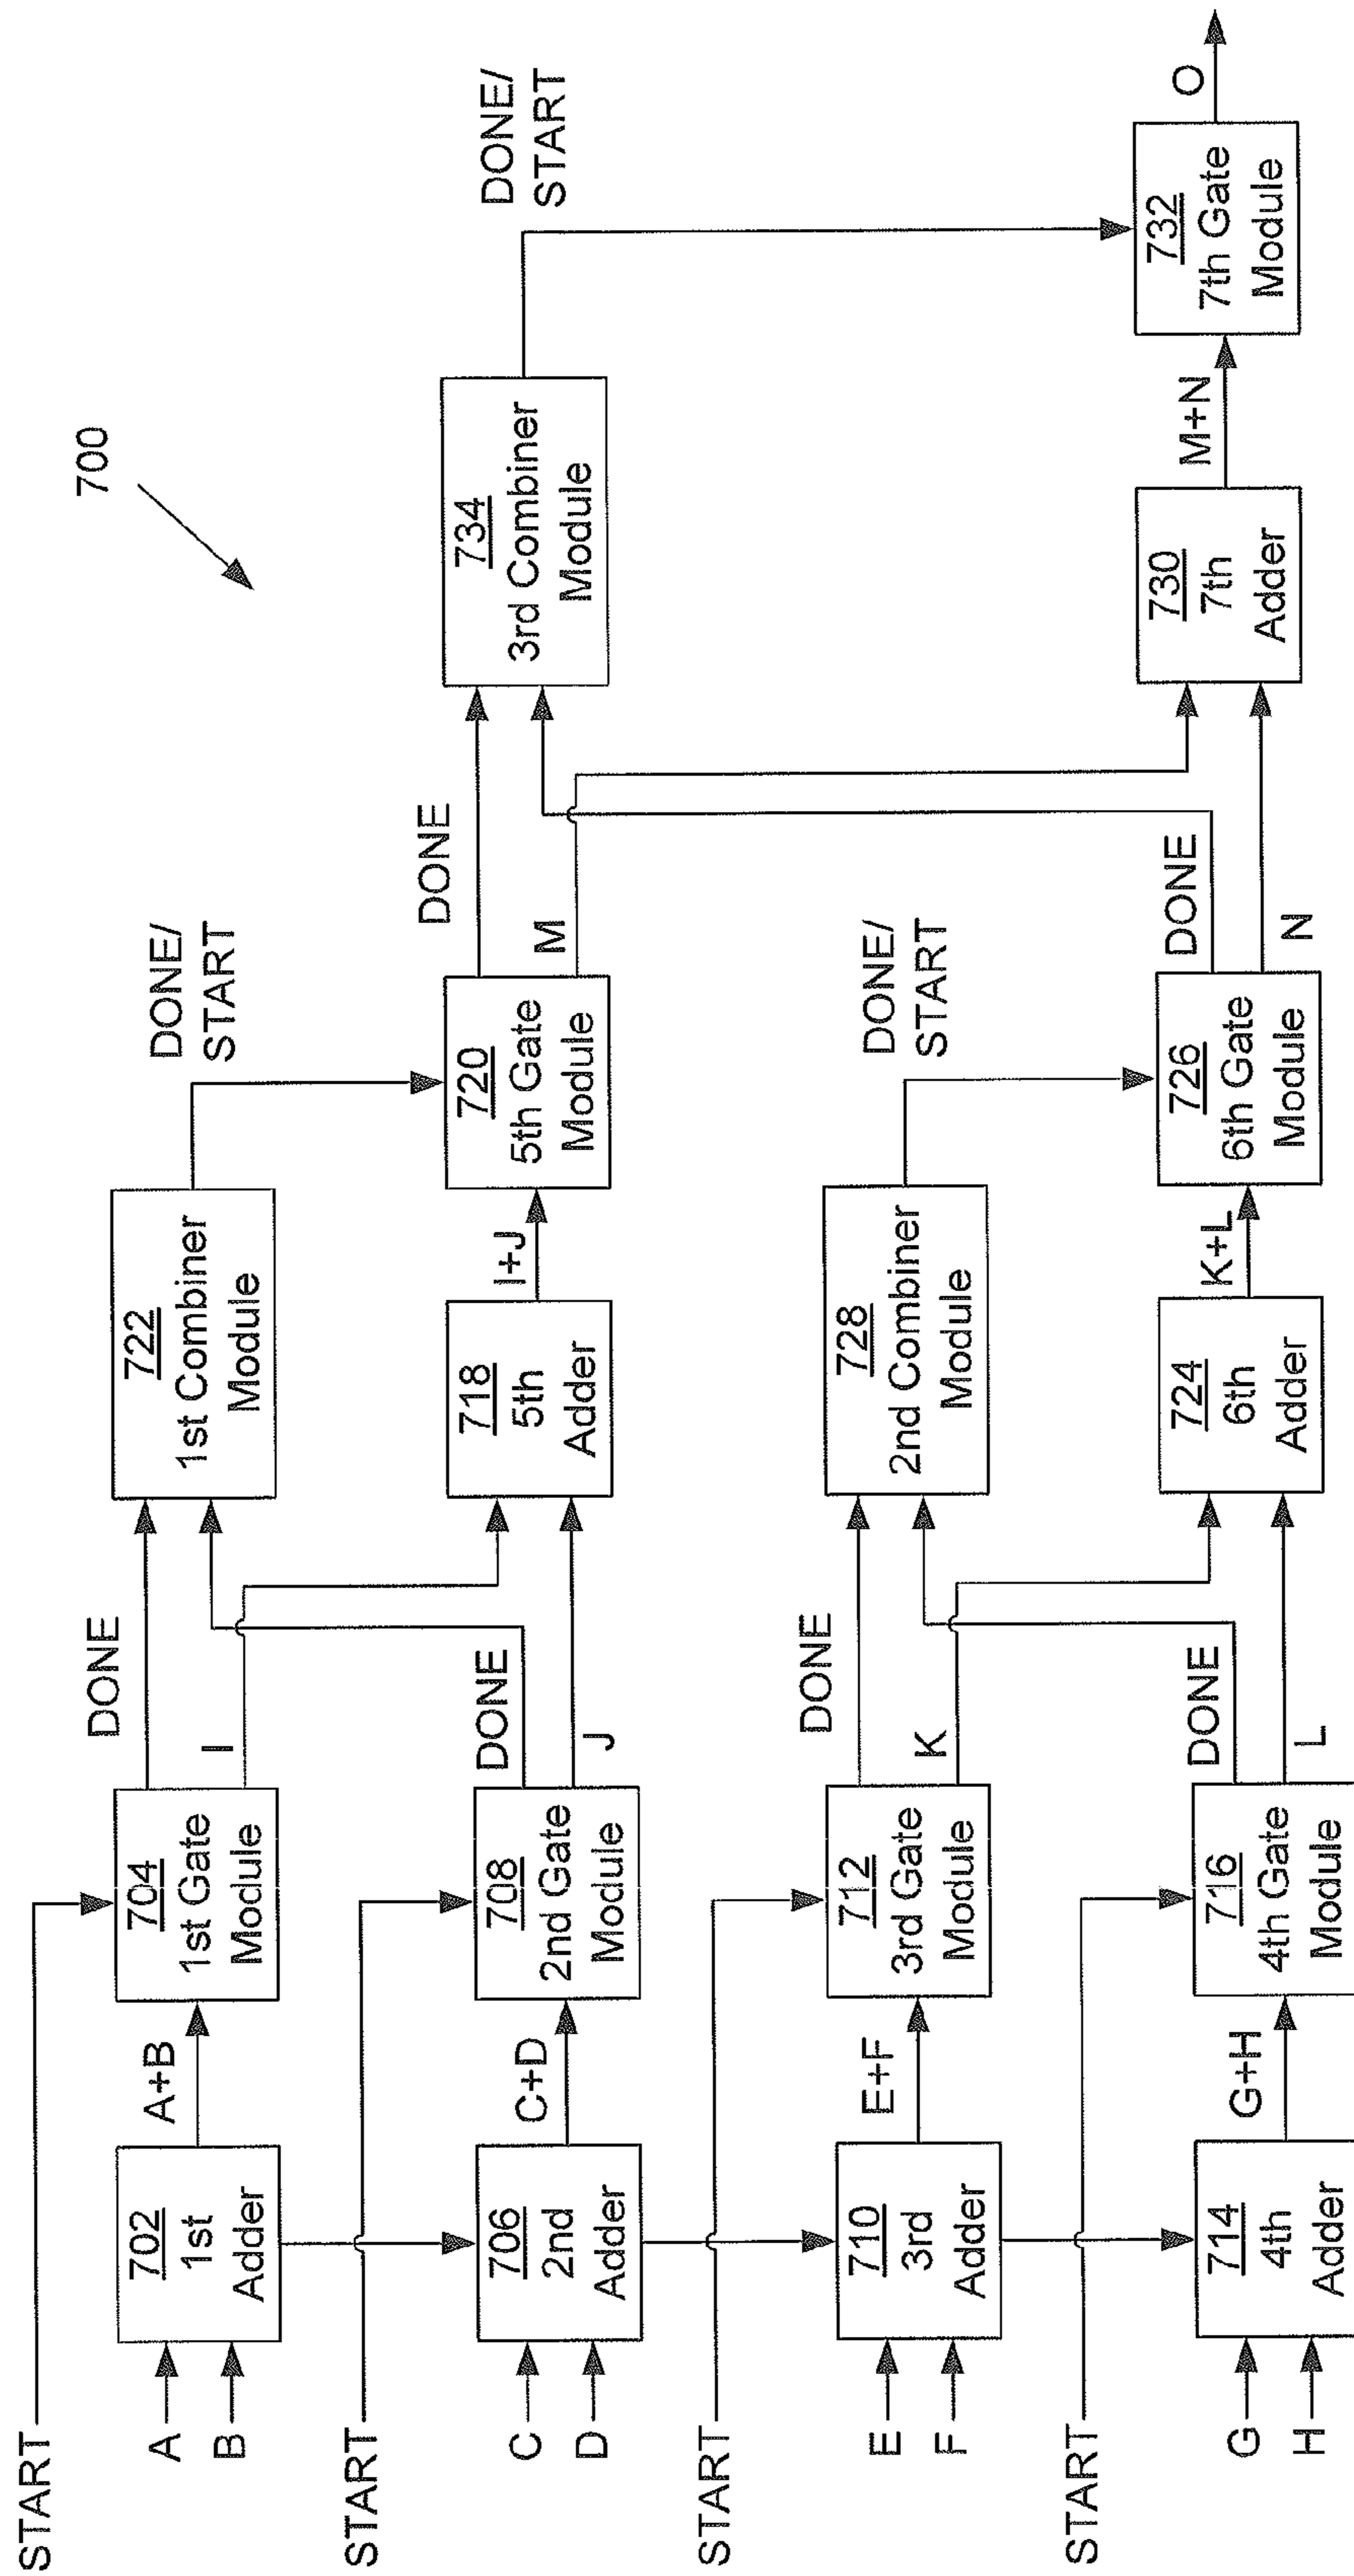 700
START
A
B
702
1st
Adder
A+B
704
1st Gate
Module
DONE
I
722
1st Combiner
Module
DONE/
START
START
C
D
706
2nd
Adder
C+D
708
2nd Gate
Module
DONE
J
718
5th
Adder
I+J
720
5th Gate
Module
DONE
M
734
3rd Combiner
Module
DONE/
START
START
E
F
710
3rd
Adder
E+F
712
3rd Gate
Module
DONE
K
728
2nd Combiner
Module
DONE/
START
START
G
H
714
4th
Adder
G+H
716
4th Gate
Module
DONE
L
724
6th
Adder
K+L
726
6th Gate
Module
DONE
N
730
7th
Adder
M+N
732
7th Gate
Module
O